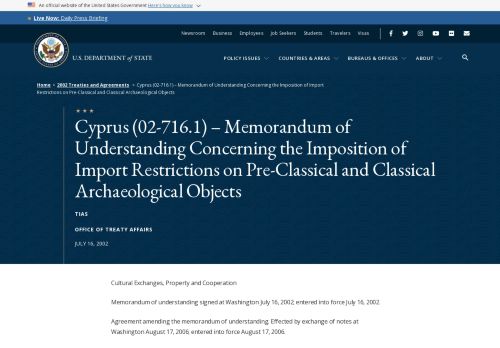 An official website of the United States Government Here's how you know
Live Now: Daily Press Briefing
Newsroom Business Employees Job Seekers Students Travelers Visas
U.S. DEPARTMENT of STATE
POLICY ISSUES COUNTRIES & AREAS BUREAUS & OFFICES ABOUT
Home > 2002 Treaties and Agreements > Cyprus (02-716.1) – Memorandum of Understanding Concerning the Imposition of Import
Restrictions on Pre-Classical and Classical Archaeological Objects
Cyprus (02-716.1) – Memorandum of
Understanding Concerning the Imposition of
Import Restrictions on Pre-Classical and Classical
Archaeological Objects
TIAS
OFFICE OF TREATY AFFAIRS
JULY 16, 2002
Cultural Exchanges, Property and Cooperation
Memorandum of understanding signed at Washington July 16, 2002; entered into force July 16, 2002.
Agreement amending the memorandum of understanding. Effected by exchange of notes at
Washington August 17, 2006; entered into force August 17, 2006.